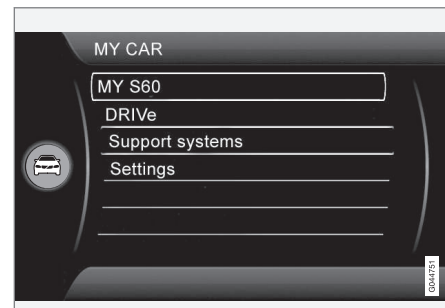 MY CAR
MY S60
DRIVe
Support systems
Settings
G044751